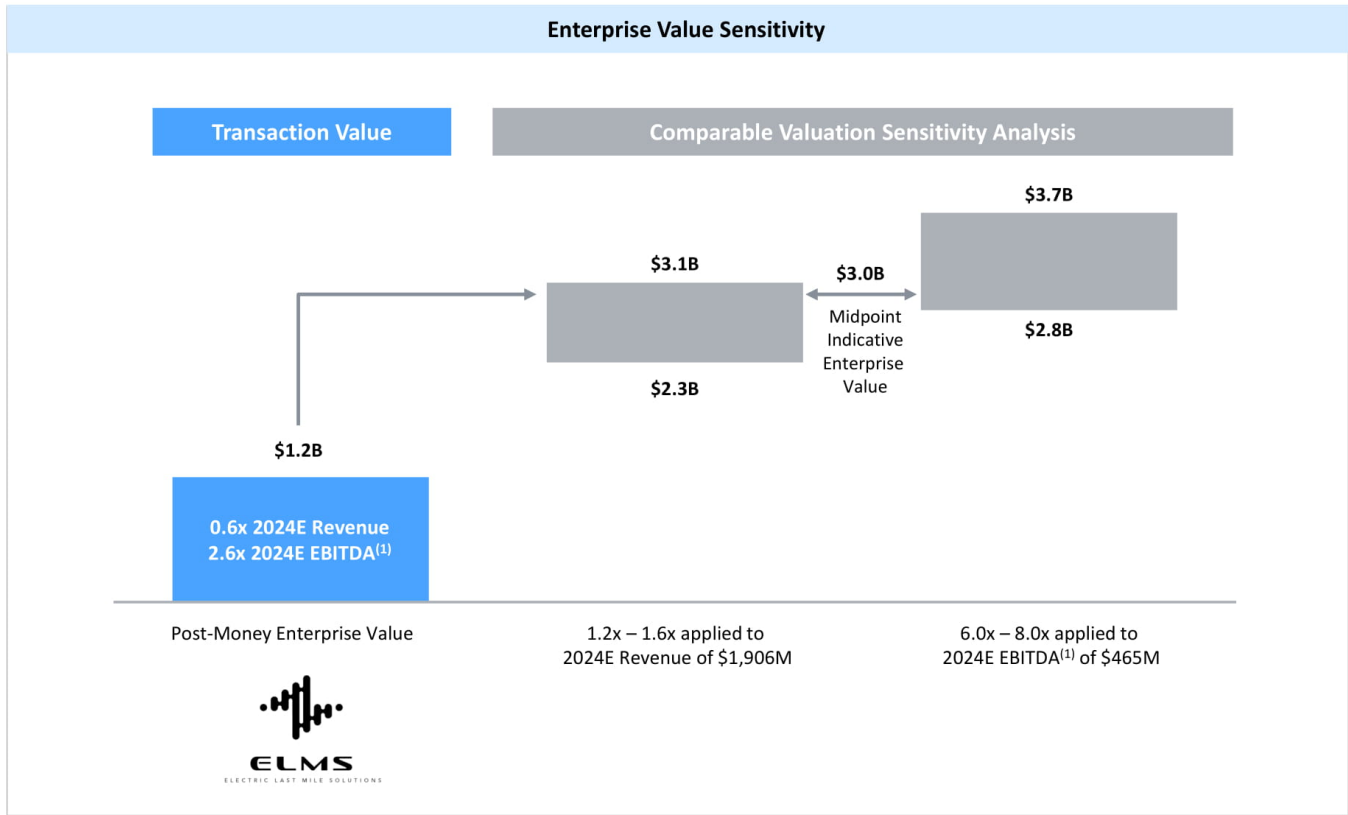 Enterprise Value Sensitivity
Transaction Value
Comparable Valuation Sensitivity Analysis
$3.7B
$3.1B
$3.0B
Midpoint
Indicative
Enterprise
Value
$2.8B
$2.3B
$1.2B
0.6x 2024E Revenue
2.6x 2024E EBITDA(1)
Post-Money Enterprise Value
1.2x – 1.6x applied to
2024E Revenue of $1,906M
6.0x – 8.0x applied to
2024E EBITDA(1) of $465M
ELMS
ELECTRIC LAST MILE SOLUTIONS